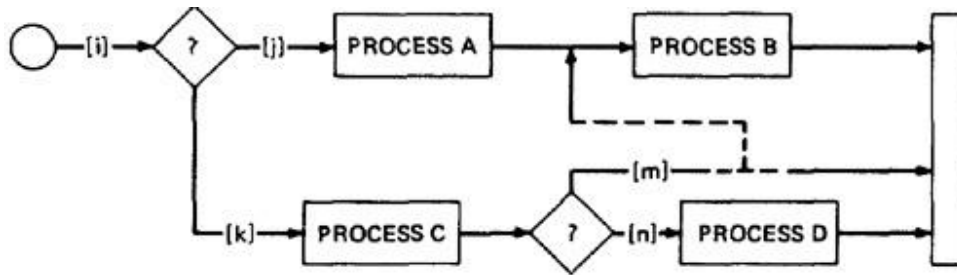 [i]
?
[j]
PROCESS A
PROCESS B
[m]
[k]
PROCESS C
?
[n]
PROCESS D